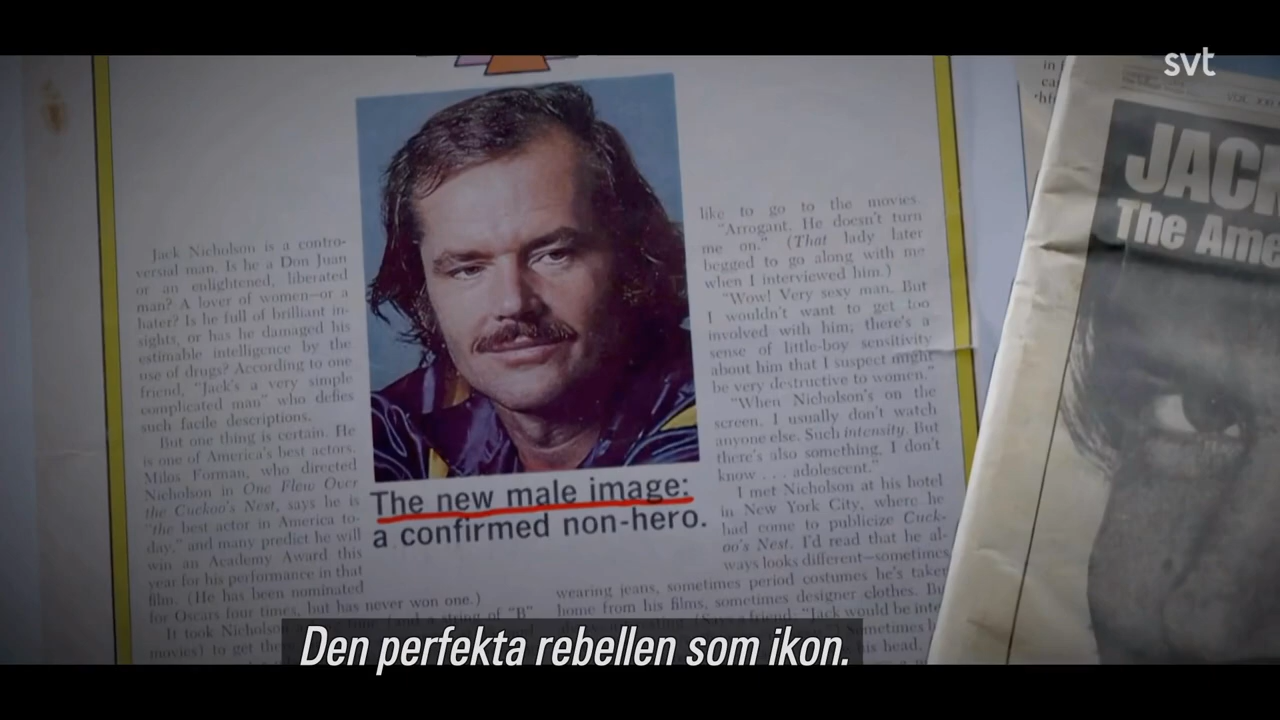 svt
Jack Nicholson is a contro-
versial man. Is he a Don Juan
or an enlightened, liberated
man? A lover of women—or a
hater? Is he full of brilliant in-
sights, or has he damaged his
estimable intelligence by the
use of drugs? According to one
friend, "Jack's a very simple
complicated man" who defies
such facile descriptions.
But one thing is certain. He
is one of America's best actors.
Milos Forman, who directed
Nicholson in One Flew Over
the Cuckoo's Nest, says he is
"the best actor in America to-
day," and many predict he will
win an Academy Award this
year for his performance in that
film. (He has been nominated
for Oscars four times, but has never won one.)
It took Nicholson
movies) to get
The new male image:
a confirmed non-hero.
like to go to the movies.
"Arrogant. He doesn't turn
me on." (That lady later
begged to go along with me
when I interviewed him.)
"Wow! Very sexy man. But
I wouldn't want to get too
involved with him; there's a
sense of little-boy sensitivity
about him that I suspect might
be very destructive to women."
"When Nicholson's on the
screen, I usually don't watch
anyone else. Such intensity. But
there's also something, I don't
know . . . adolescent."
I met Nicholson at his hotel
in New York City, where he
had come to publicize Cuck-
oo's Nest. I'd read that he al-
ways looks different—sometimes
wearing jeans, sometimes period costumes he's taken
home from his films, sometimes designer clothes. But
friend: "Jack would be
his head,
JACK
The Ame
Den perfekta rebellen som ikon.